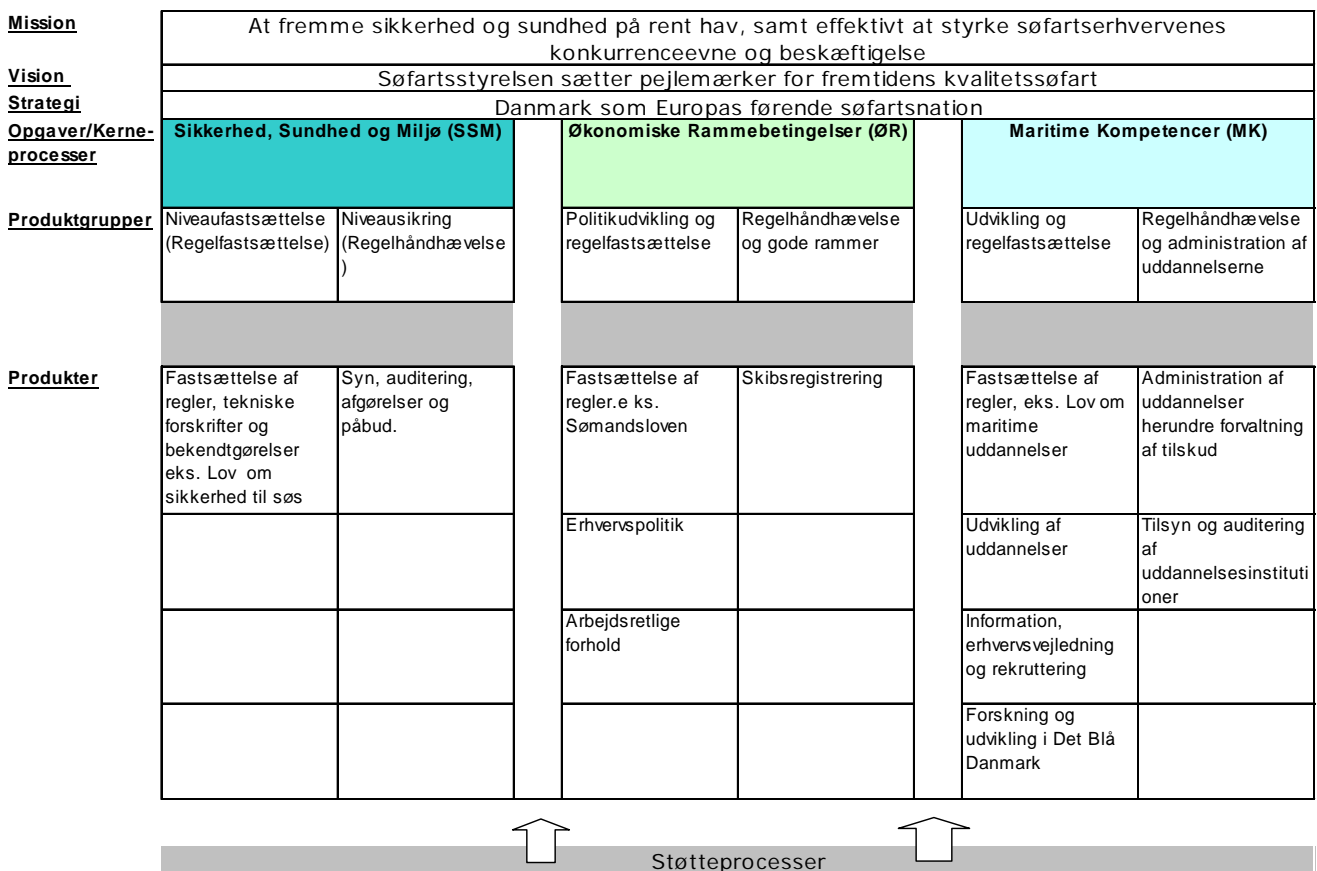 Mission
At fremme sikkerhed og sundhed på rent hav, samt effektivt at styrke søfartserhvervenes
konkurrenceevne og beskæftigelse
Vision
Søfartsstyrelsen sætter pejlemærker for fremtidens kvalitetssøfart
Strategi
Danmark som Europas førende søfartsnation
Opgaver/Kerne-
processer
Sikkerhed, Sundhed og Miljø (SSM)
Økonomiske Rammebetingelser (ØR)
Maritime Kompetencer (MK)
Produktgrupper
Niveaufastsættelse
(Regelfastsættelse)
Niveausikring
(Regelhåndhævelse
)
Politikudvikling og
regelfastsættelse
Regelhåndhævelse
og gode rammer
Udvikling og
regelfastsættelse
Regelhåndhævelse
og administration af
uddannelserne
Produkter
Fastsættelse af
regler, tekniske
forskrifter og
bekendtgørelser
eks. Lov om
sikkerhed til søs
Syn, auditering,
afgørelser og
påbud.
Fastsættelse af
regler.e ks.
Sømandsloven
Skibsregistrering
Fastsættelse af
regler, eks. Lov om
maritime
uddannelser
Administration af
uddannelser
herundre forvaltning
af tilskud
Erhvervspolitik
Udvikling af
uddannelser
Tilsyn og auditering
af
uddannelsesinstituti
oner
Arbejdsretlige
forhold
Information,
erhvervsvejledning
og rekruttering
Forskning og
udvikling i Det Blå
Danmark
Støtteprocesser